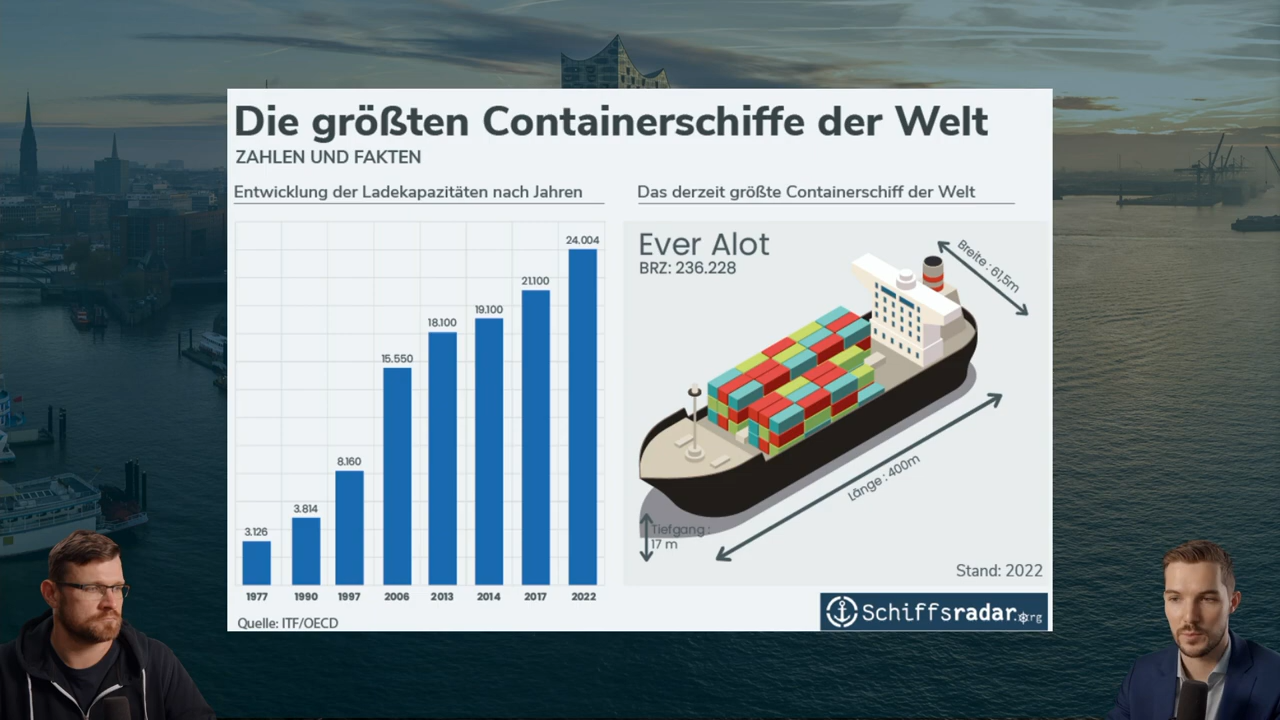 Die größten Containerschiffe der Welt
ZAHLEN UND FAKTEN
Entwicklung der Ladekapazitäten nach Jahren
24.004
21.100
19.100
18.100
15.550
8.160
3.814
3.126
1977 1990 1997 2006 2013 2014 2017 2022
Quelle: ITF/OECD
Das derzeit größte Containerschiff der Welt
Ever Alot
BRZ: 236.228
Breite : 61,5m
Länge : 400m
Tiefgang :
17 m
Stand: 2022
Schiffsradar.org